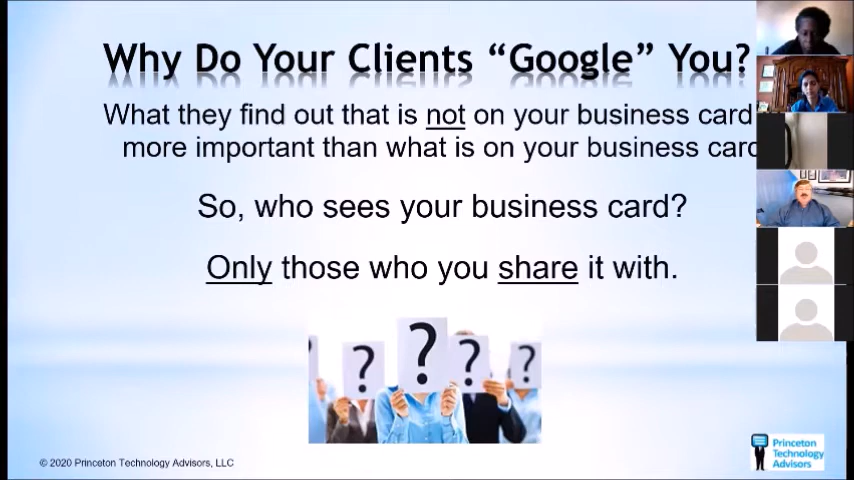 Why Do Your Clients “Google” You?
What they find out that is not on your business card
more important than what is on your business card
So, who sees your business card?
Only those who you share it with.
? ? ? ?
© 2020 Princeton Technology Advisors, LLC
Princeton
Technology
Advisors